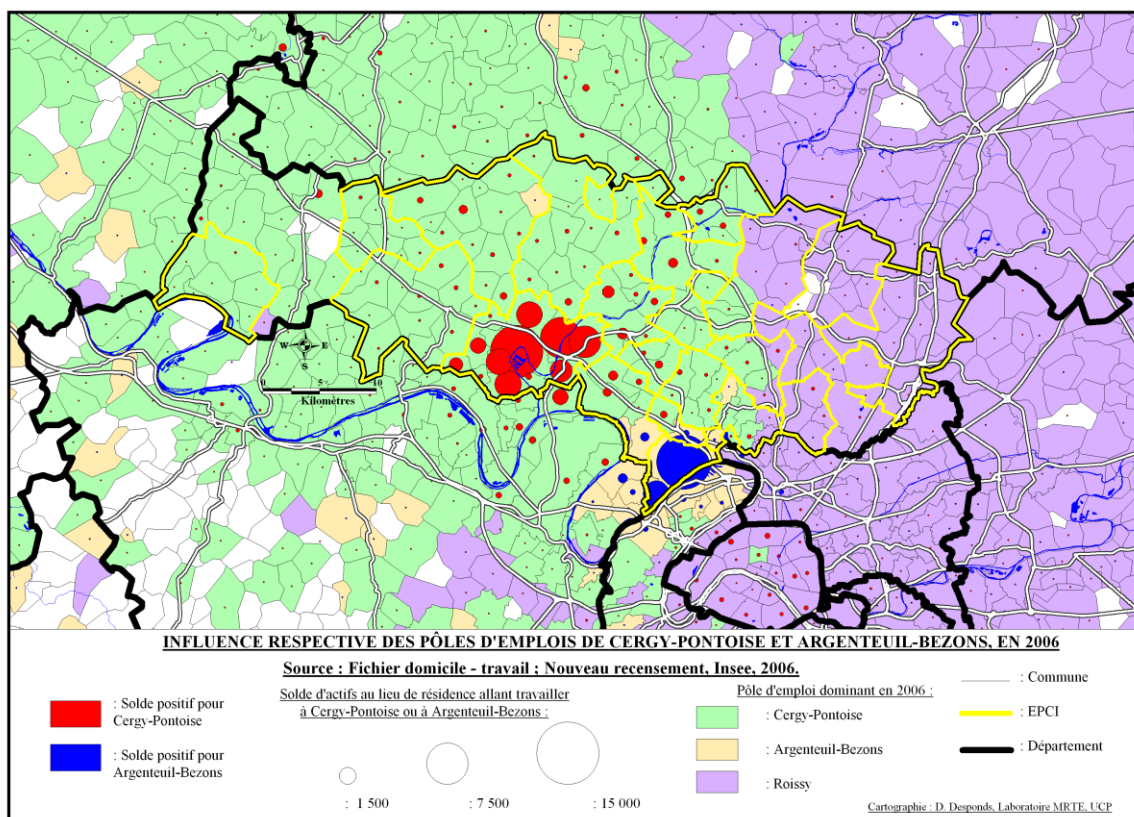 W E
S
0 5 10
Kilomètres
INFLUENCE RESPECTIVE DES PÔLES D'EMPLOIS DE CERGY-PONTOISE ET ARGENTEUIL-BEZONS, EN 2006
Source : Fichier domicile - travail ; Nouveau recensement, Insee, 2006.
: Solde positif pour
Cergy-Pontoise
: Solde positif pour
Argenteuil-Bezons
Solde d'actifs au lieu de résidence allant travailler
à Cergy-Pontoise ou à Argenteuil-Bezons :
: 1 500
: 7 500
: 15 000
Pôle d'emploi dominant en 2006 :
: Cergy-Pontoise
: Argenteuil-Bezons
: Roissy
: Commune
: EPCI
: Département
Cartographie : D. Desponds, Laboratoire MRTE, UCP